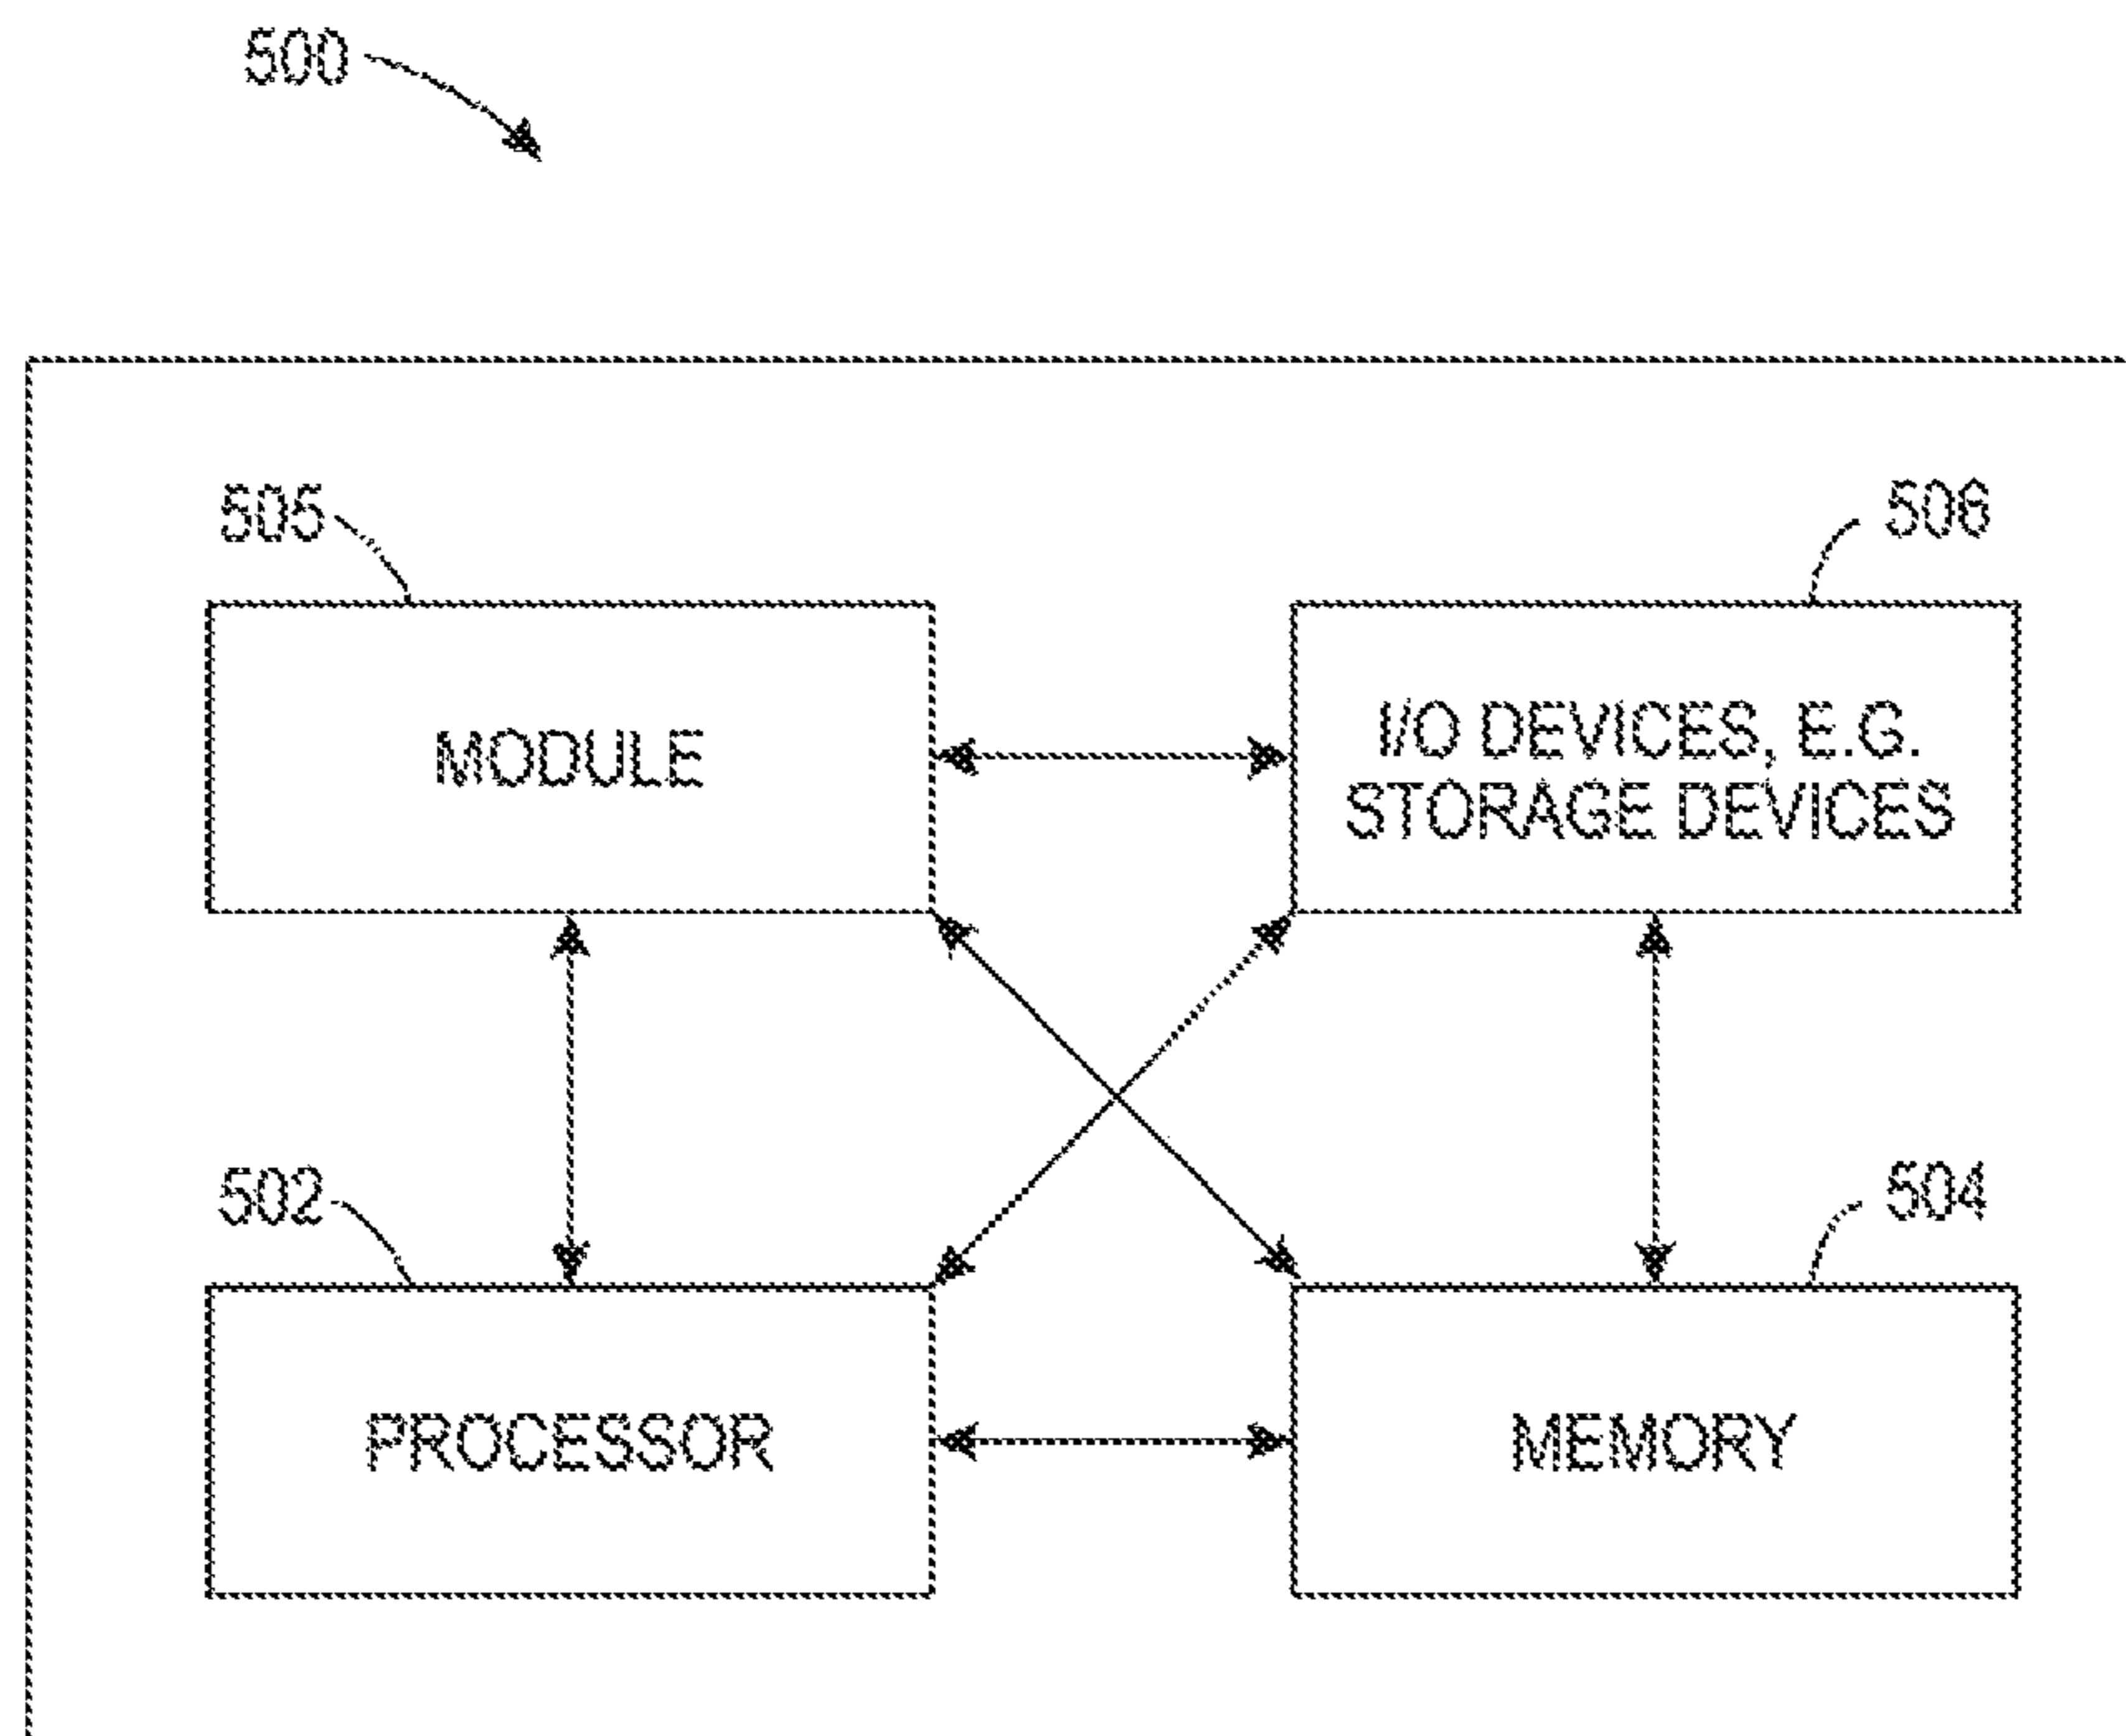 500
505
506
MODULE
I/O DEVICES, E.G.
STORAGE DEVICES
502
504
PROCESSOR
MEMORY